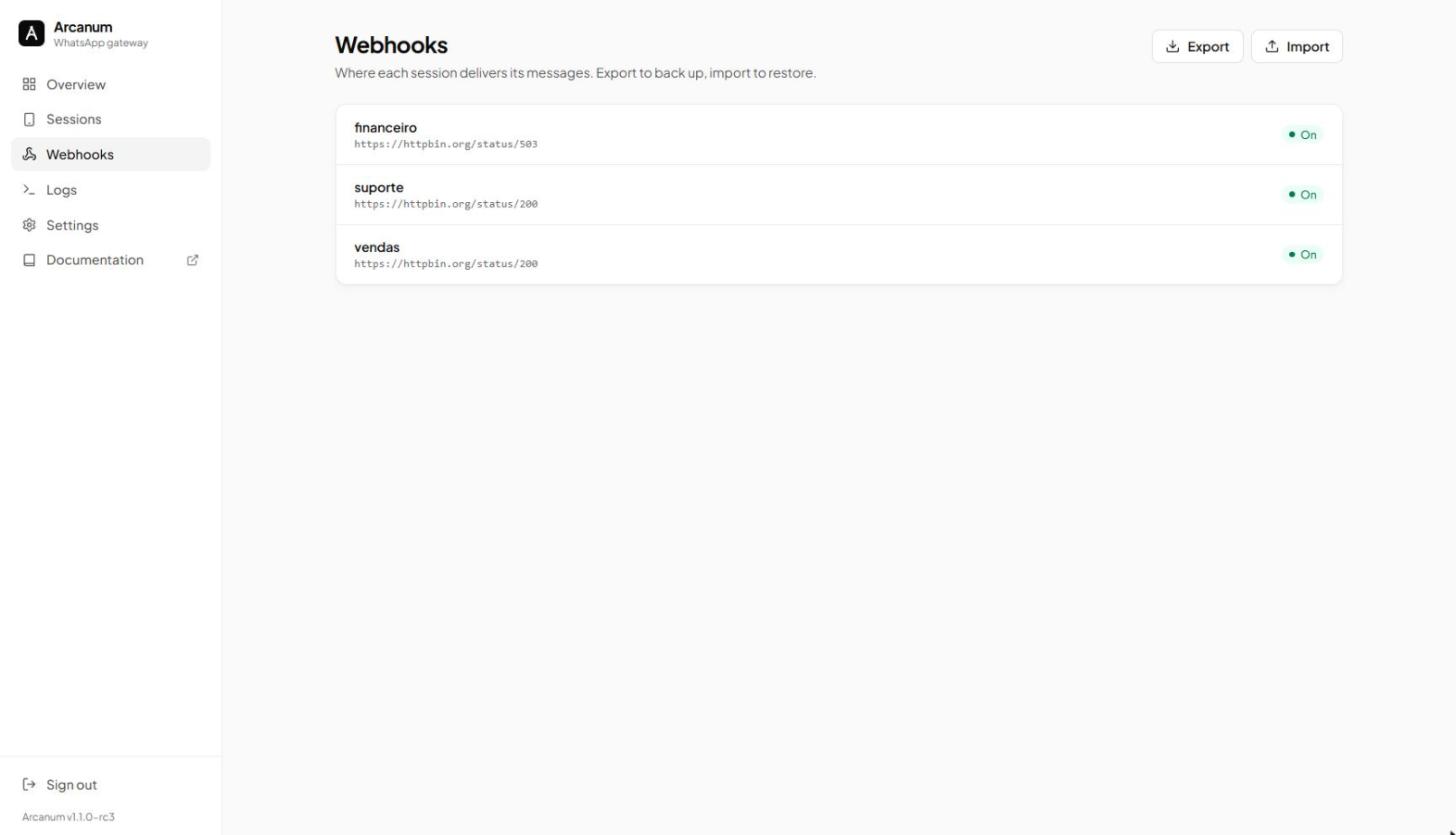 Arcanum
WhatsApp gateway
Overview
Sessions
Webhooks
Logs
Settings
Documentation
Sign out
Arcanum v1.1.0-rc3
Webhooks
Where each session delivers its messages. Export to back up, import to restore.
Export
Import
financeiro
https://httpbin.org/status/503
On
suporte
https://httpbin.org/status/200
On
vendas
https://httpbin.org/status/200
On